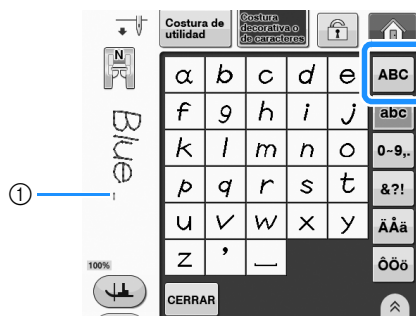 Costura de utilidad
Costura decorativa o de caracteres
N
Blue
①
100%
a b c d e
f g h i j
k l m n o
p q r s t
u v w x y
z ' _
CERRAR
ABC
abc
0~9,.
&?!
ÄÅä
ÔÖö